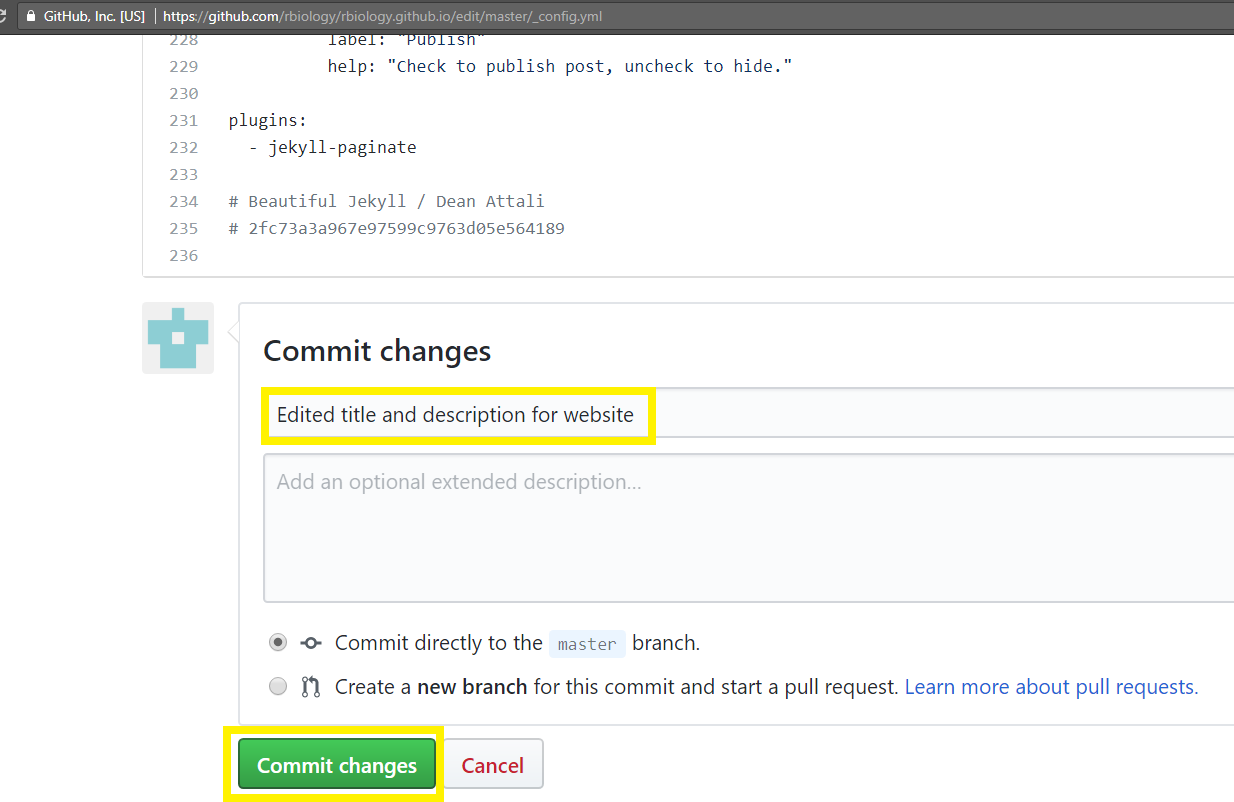 GitHub, Inc. [US] | https://github.com/rbiology/rbiology.github.io/edit/master/_config.yml
228 label: "Publish"
229 help: "Check to publish post, uncheck to hide."
230
231 plugins:
232 - jekyll-paginate
233
234 # Beautiful Jekyll / Dean Attali
235 # 2fc73a3a967e97599c9763d05e564189
236
Commit changes
Edited title and description for website
Add an optional extended description...
Commit directly to the master branch.
Create a new branch for this commit and start a pull request. Learn more about pull requests.
Commit changes Cancel